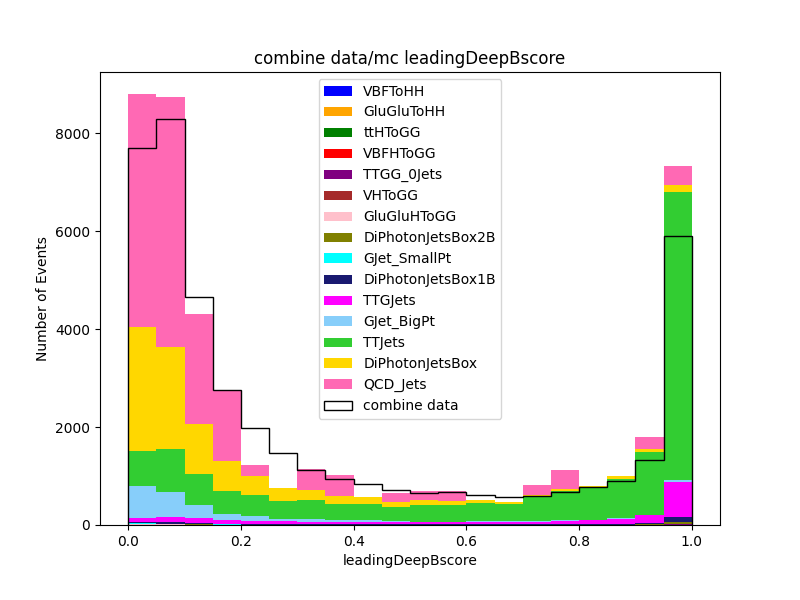 combine data/mc leadingDeepBscore
VBFToHH
GluGluToHH
ttHToGG
VBFHToGG
TTGG_0Jets
VHToGG
GluGluHToGG
DiPhotonJetsBox2B
GJet_SmallPt
DiPhotonJetsBox1B
TTGJets
GJet_BigPt
TTJets
DiPhotonJetsBox
QCD_Jets
combine data
Number of Events
8000
6000
4000
2000
0
0.0 0.2 0.4 0.6 0.8 1.0
leadingDeepBscore